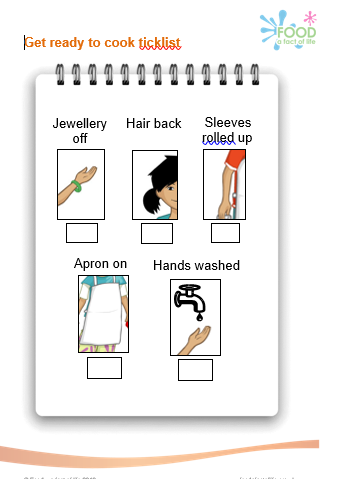 FOOD
a fact of life
Get ready to cook ticklist
Jewellery
off
Hair back
Sleeves
rolled up
Apron on
Hands washed